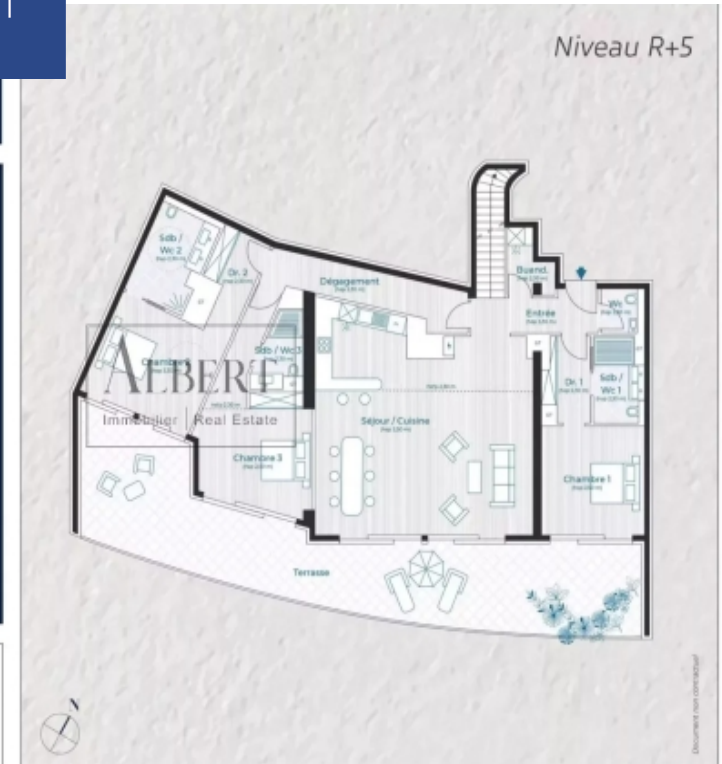 Niveau R+5
Sdb /
Wc 2
Dr. 2
Dégagement
Buand.
Entrée
Wc
Sdb / Wc 3
Dr. 1
Sdb /
Wc 1
ALBERT
Immobilier | Real Estate
Séjour / Cuisine
Chambre 3
Chambre 1
Terrasse
N
Document non contractuel